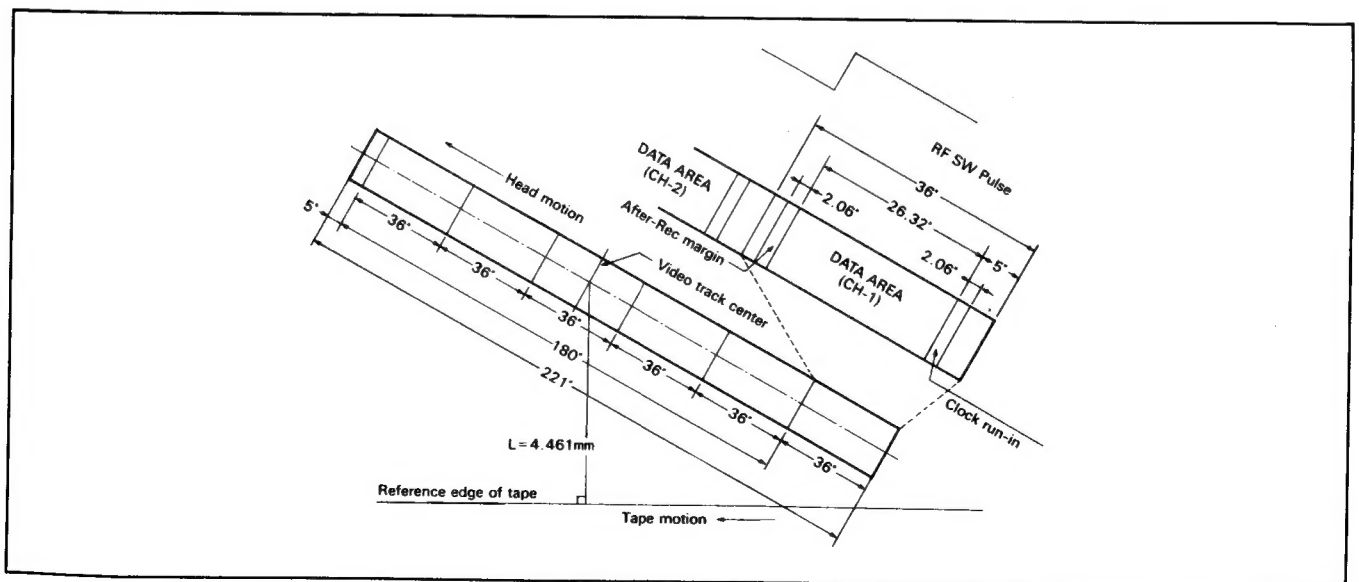 RF SW Pulse
DATA AREA
(CH-2)
36°
Head motion
After-Rec margin
2.06°
26.32°
DATA AREA
(CH-1)
2.06°
5°
5°
36°
36°
36°
36°
36°
36°
Video track center
180°
221°
Clock run-in
L=4.461mm
Reference edge of tape
Tape motion